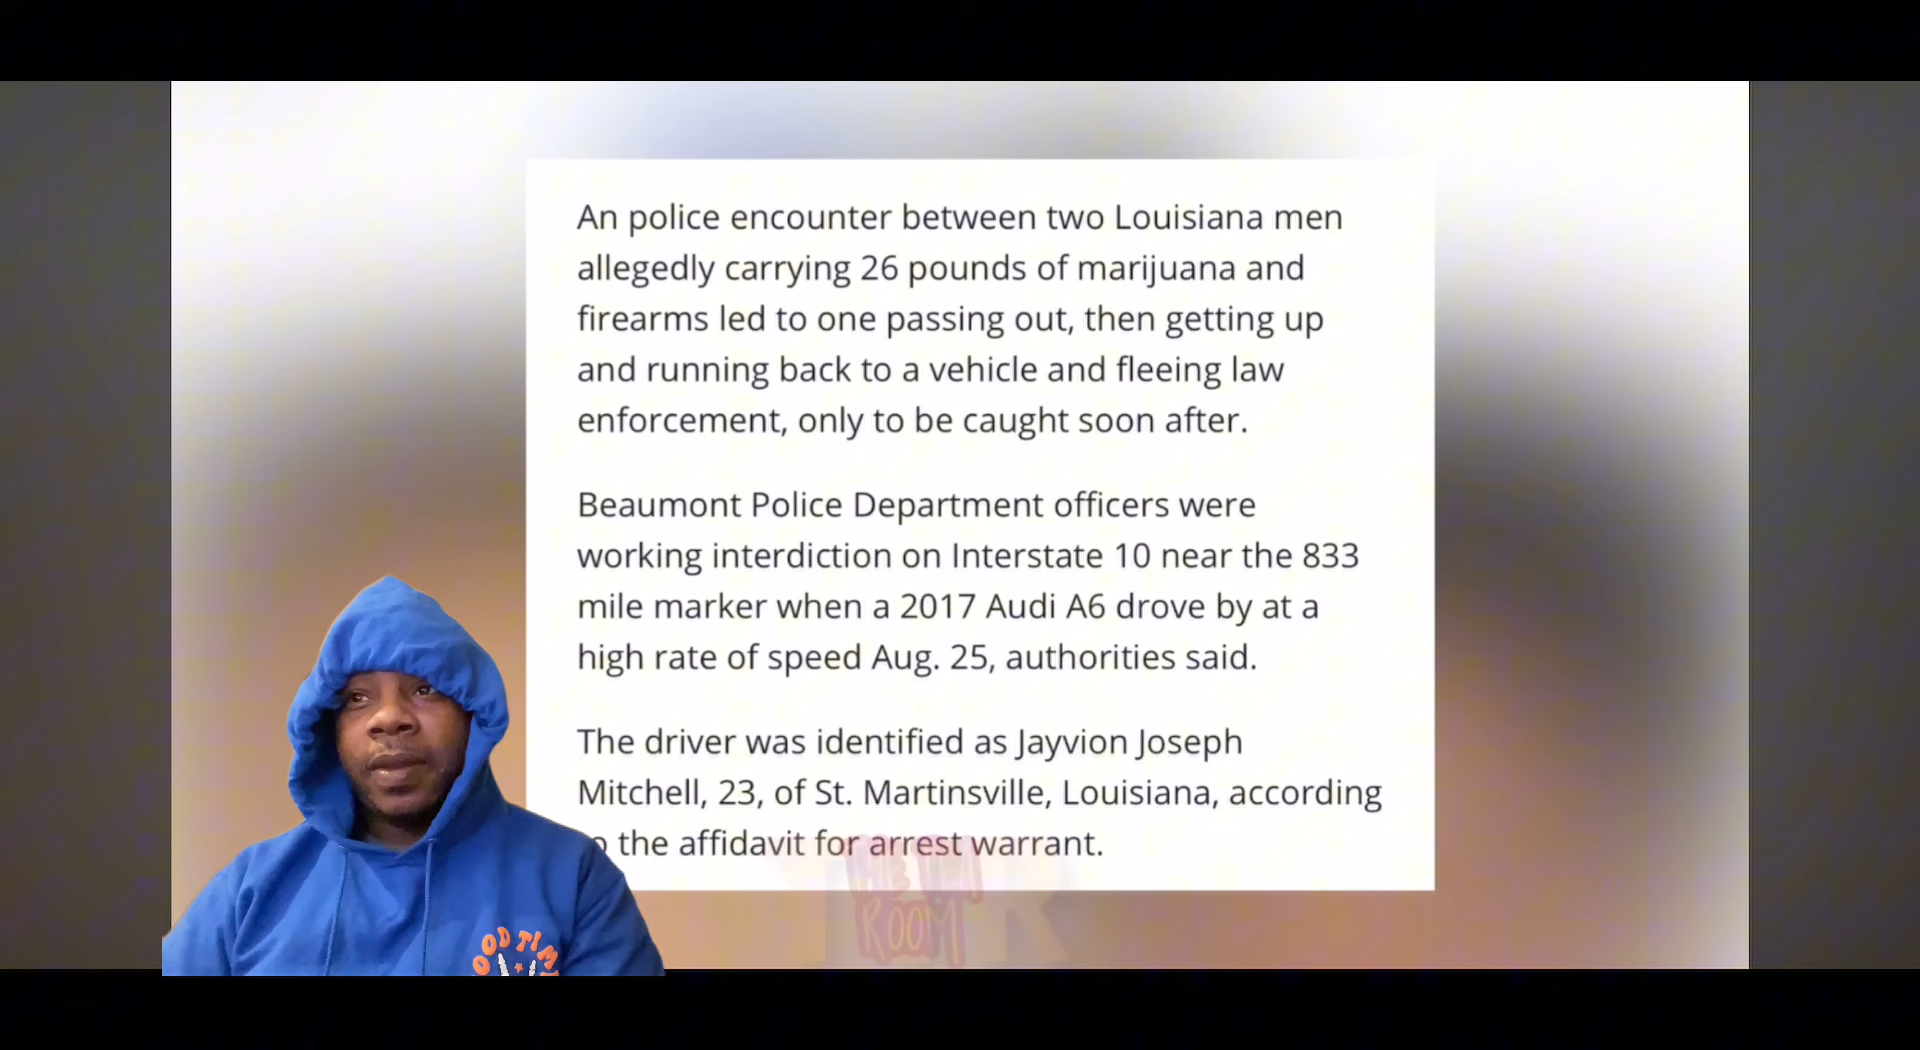 An police encounter between two Louisiana men
allegedly carrying 26 pounds of marijuana and
firearms led to one passing out, then getting up
and running back to a vehicle and fleeing law
enforcement, only to be caught soon after.
Beaumont Police Department officers were
working interdiction on Interstate 10 near the 833
mile marker when a 2017 Audi A6 drove by at a
high rate of speed Aug. 25, authorities said.
The driver was identified as Jayvion Joseph
Mitchell, 23, of St. Martinsville, Louisiana, according
the affidavit for arrest warrant.
ROOM